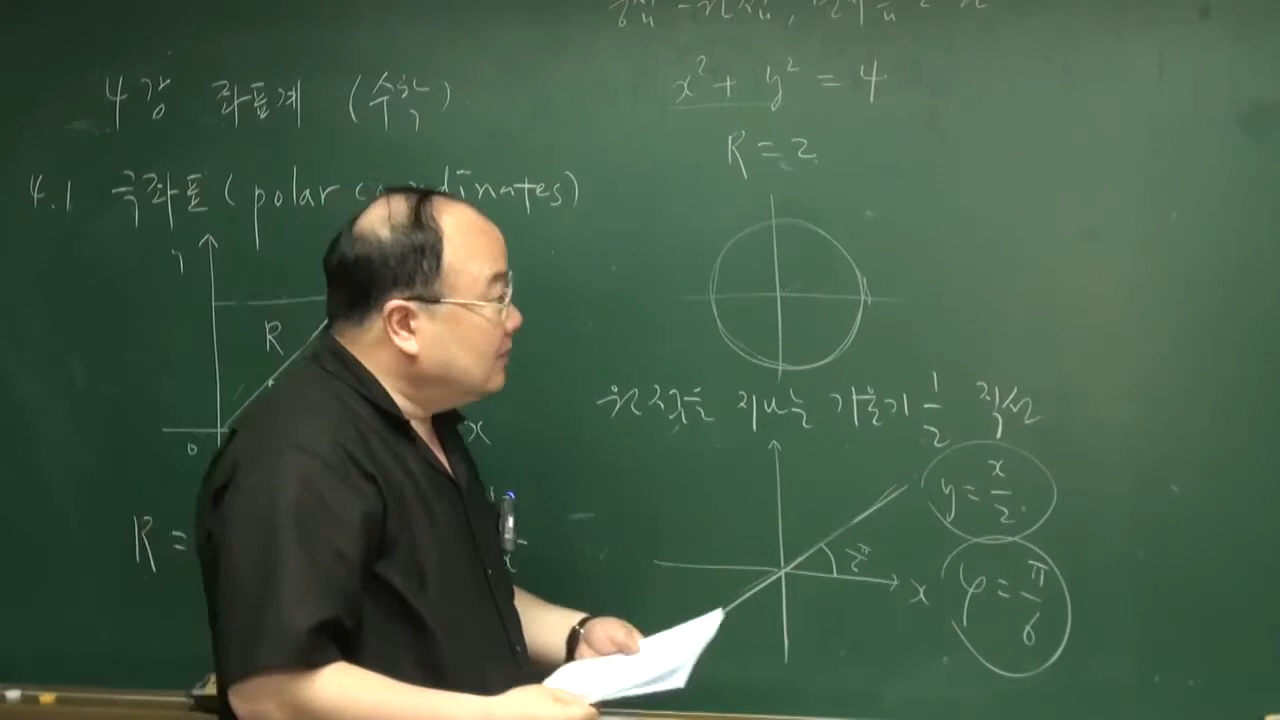 4강 좌표계 (수학)
4.1 극좌표 (polar coordinates)
y
R
0
x
R =
x
x² + y² = 4
R = 2
원점을 지나는 기울기 1/2 직선
y = x/2
x
φ = π/6